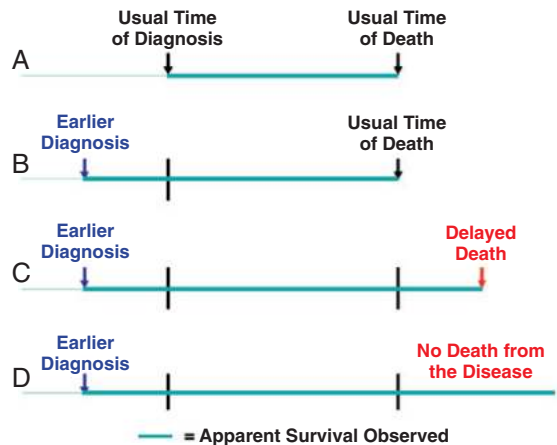 Usual Time
of Diagnosis
Usual Time
of Death
A
Earlier
Diagnosis
Usual Time
of Death
B
Earlier
Diagnosis
Delayed
Death
C
Earlier
Diagnosis
No Death from
the Disease
D
= Apparent Survival Observed